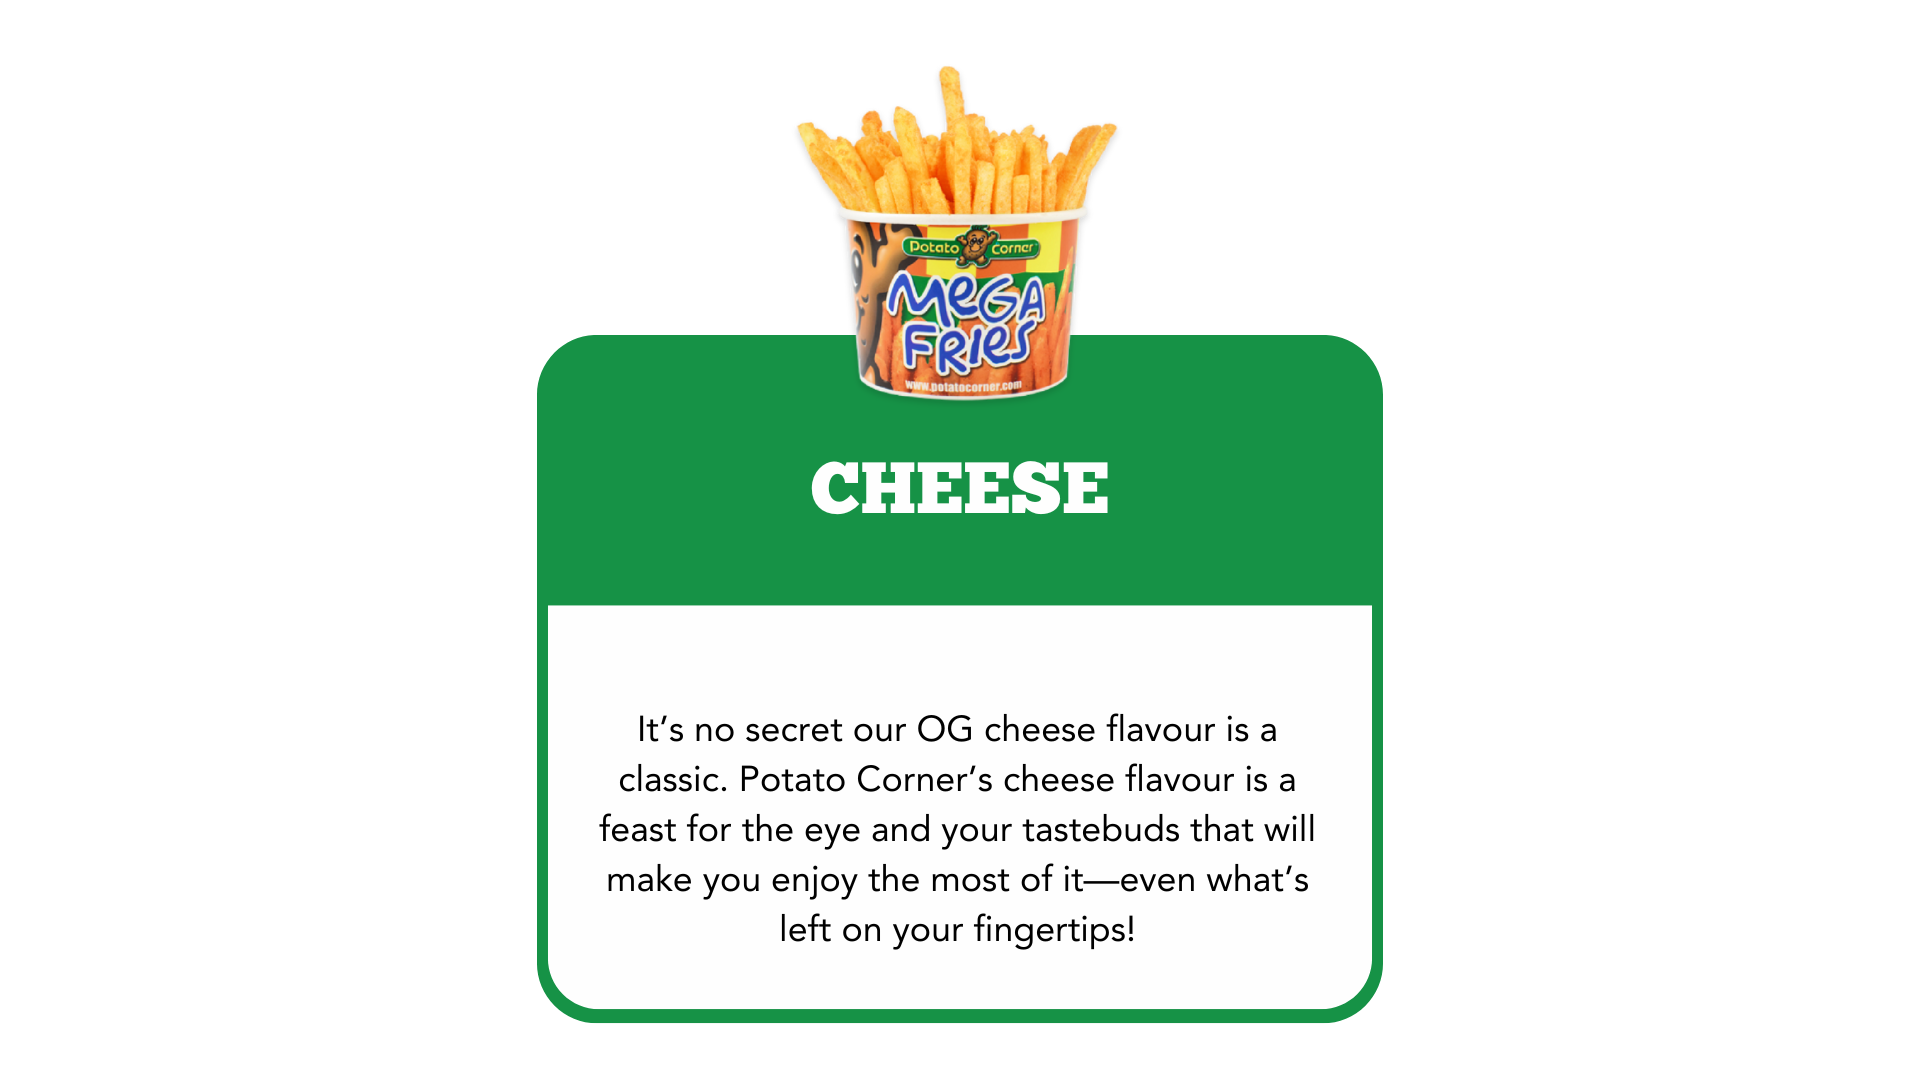 Potato Corner
MEGA
FRIES
www.potatocorner.com
CHEESE
It’s no secret our OG cheese flavour is a
classic. Potato Corner’s cheese flavour is a
feast for the eye and your tastebuds that will
make you enjoy the most of it—even what’s
left on your fingertips!